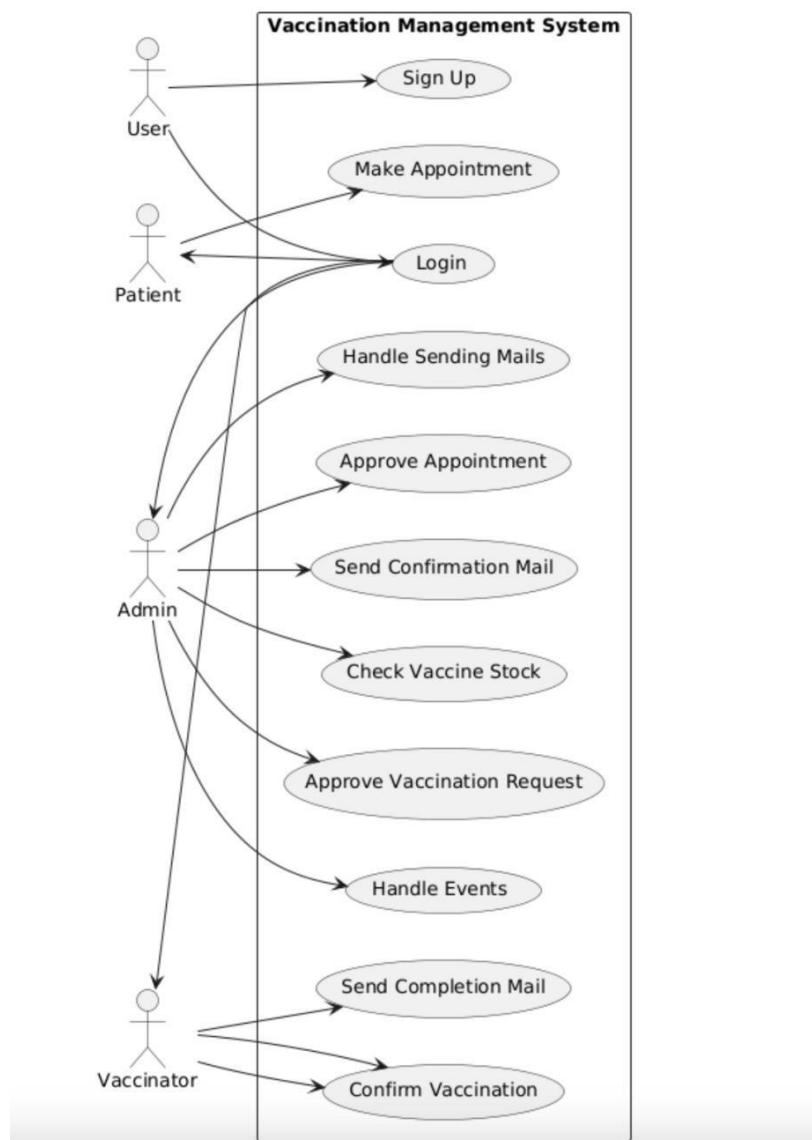 Vaccination Management System
Sign Up
User
Make Appointment
Patient
Login
Handle Sending Mails
Approve Appointment
Send Confirmation Mail
Admin
Check Vaccine Stock
Approve Vaccination Request
Handle Events
Send Completion Mail
Vaccinator
Confirm Vaccination